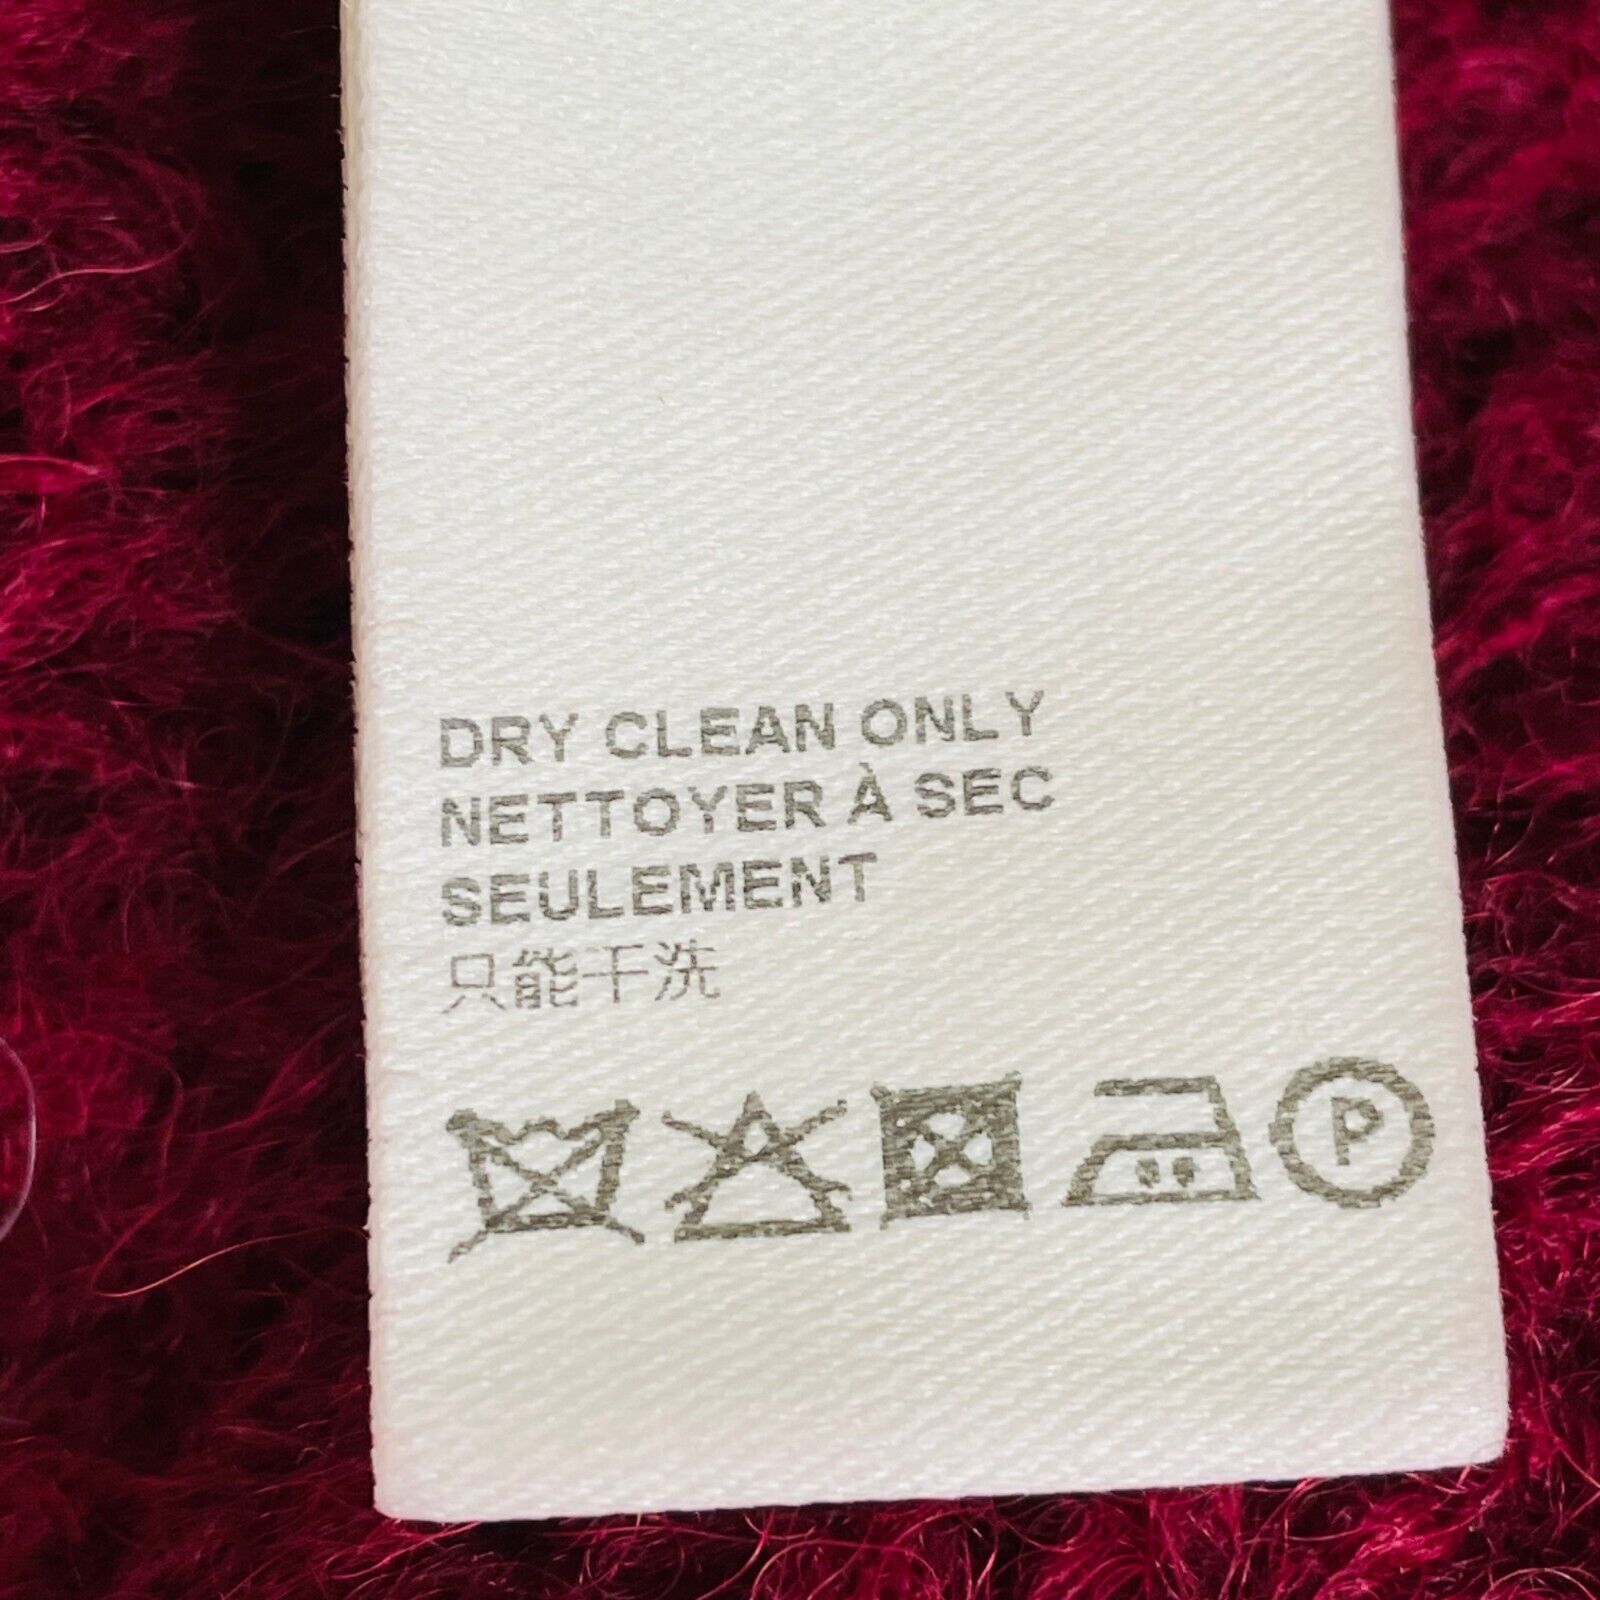 DRY CLEAN ONLY
NETTOYER À SEC
SEULEMENT
只能干洗
P